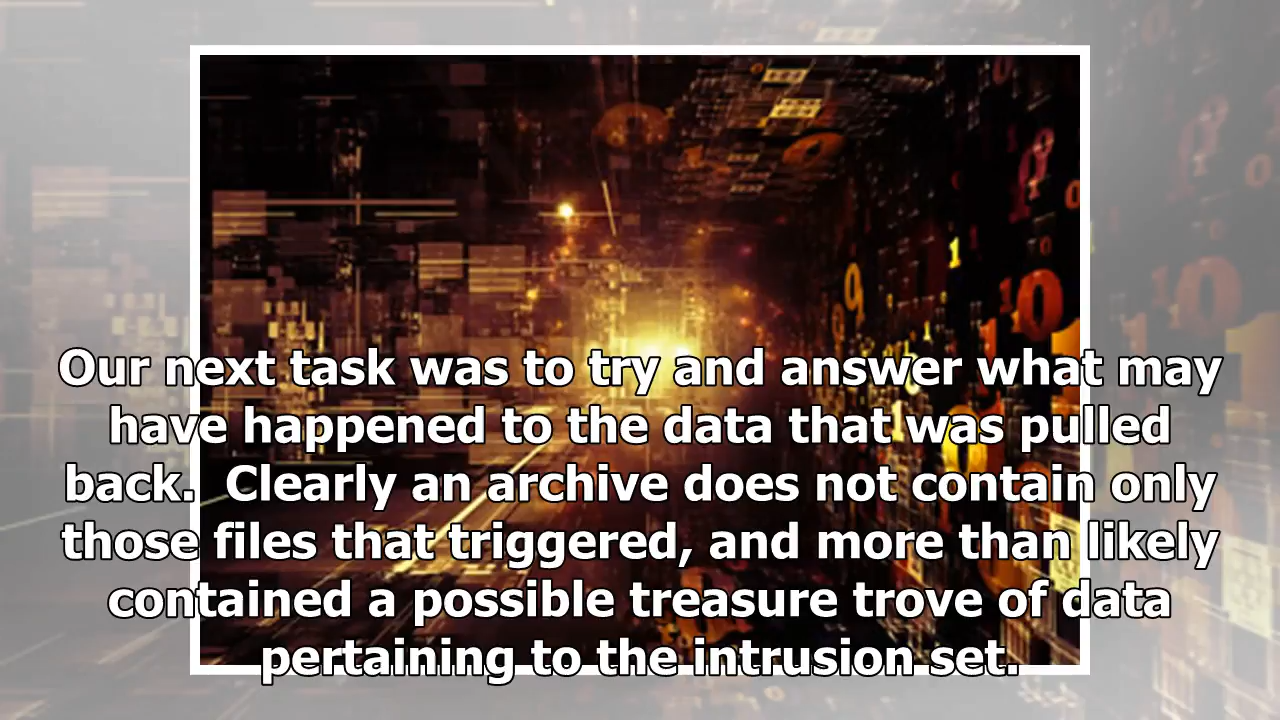 Our next task was to try and answer what may
have happened to the data that was pulled
back.  Clearly an archive does not contain only
those files that triggered, and more than likely
contained a possible treasure trove of data
pertaining to the intrusion set.